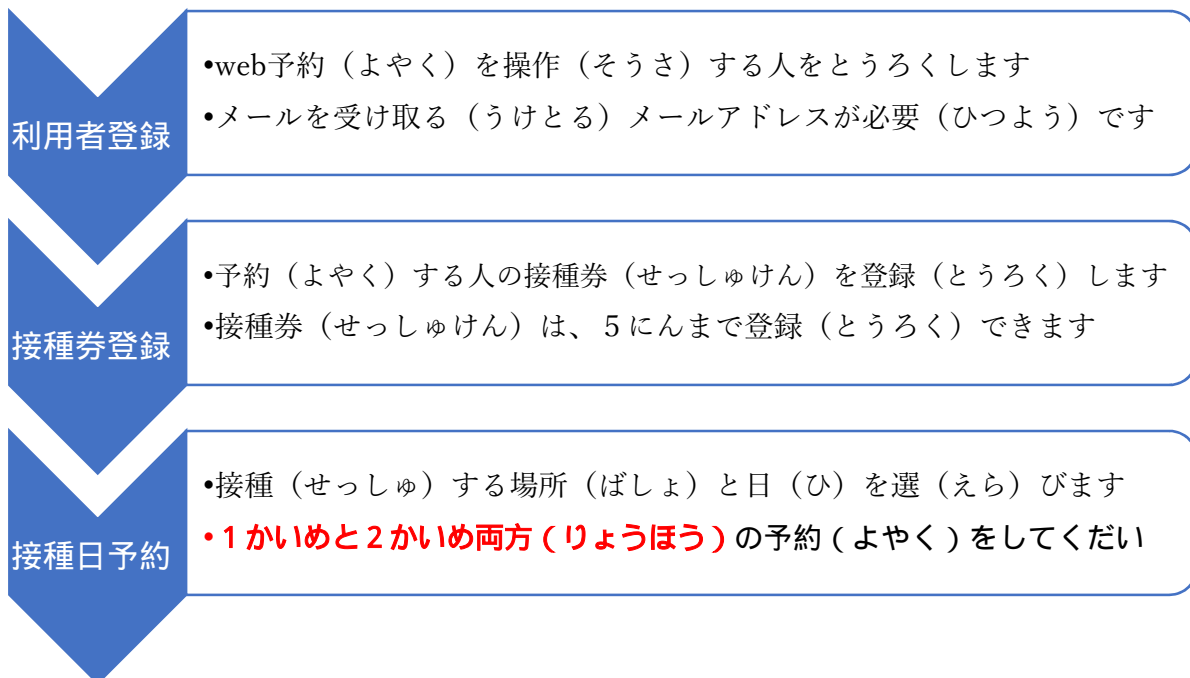 利用者登録
•web予約（よやく）を操作（そうさ）する人をとうろくします
•メールを受け取る（うけとる）メールアドレスが必要（ひつよう）です
接種券登録
•予約（よやく）する人の接種券（せっしゅけん）を登録（とうろく）します
•接種券（せっしゅけん）は、５にんまで登録（とうろく）できます
接種日予約
•接種（せっしゅ）する場所（ばしょ）と日（ひ）を選（えら）びます
•１かいめと２かいめ両方（りょうほう）の予約（よやく）をしてくだい